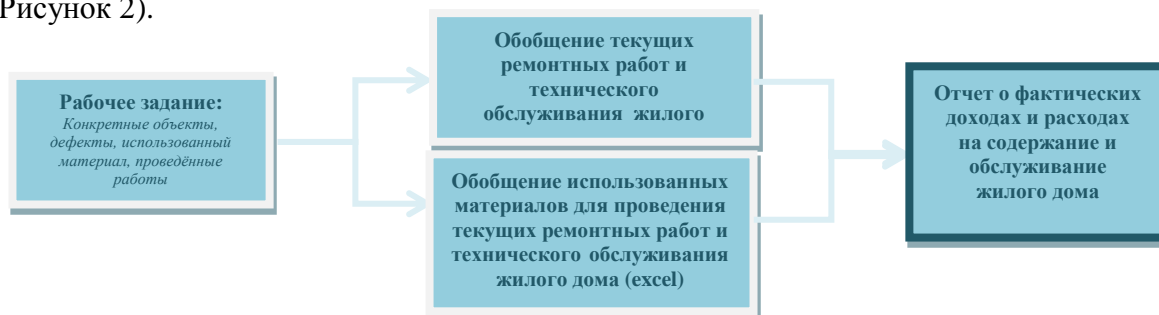 Рисунок 2).
Рабочее задание:
Конкретные объекты,
дефекты, использованный
материал, проведённые
работы
Обобщение текущих
ремонтных работ и
технического
обслуживания жилого
Обобщение использованных
материалов для проведения
текущих ремонтных работ и
технического обслуживания
жилого дома (excel)
Отчет о фактических
доходах и расходах
на содержание и
обслуживание
жилого дома